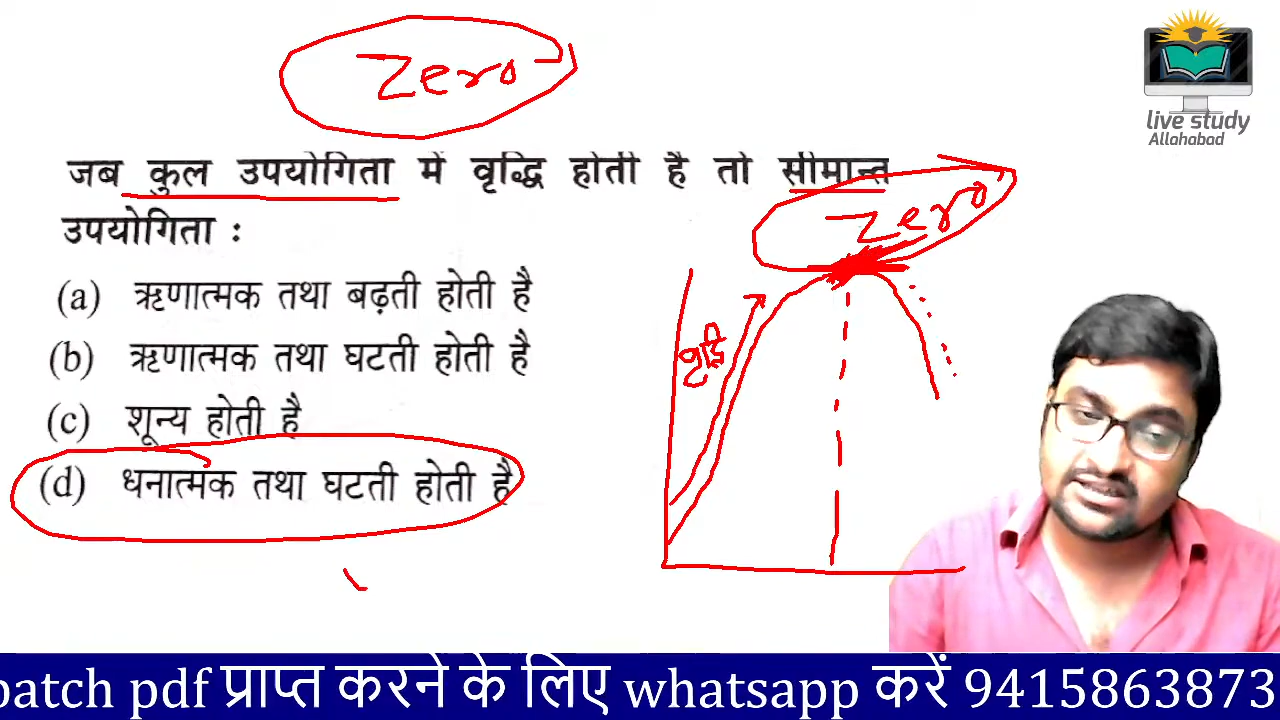 Zero
live study
Allahabad
जब कुल उपयोगिता में वृद्धि होती है तो सीमान्त
उपयोगिता :
Zero
(a) ऋणात्मक तथा बढ़ती होती है
(b) ऋणात्मक तथा घटती होती है
वृद्धि
(c) शून्य होती है
(d) धनात्मक तथा घटती होती है
patch pdf प्राप्त करने के लिए whatsapp करें 9415863873